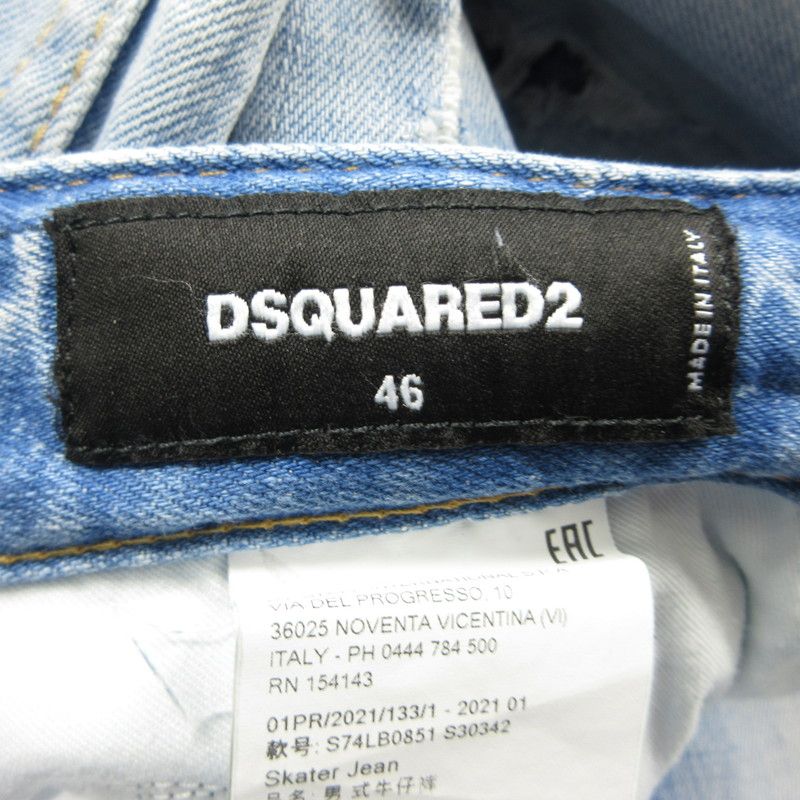 DSQUARED2
46
MADE IN ITALY
EAC
VIA DEL PROGRESSO, 10
36025 NOVENTA VICENTINA (VI)
ITALY - PH 0444 784 500
RN 154143
01PR/2021/133/1 - 2021 01
款号: S74LB0851 S30342
Skater Jean
品名: 男式牛仔裤